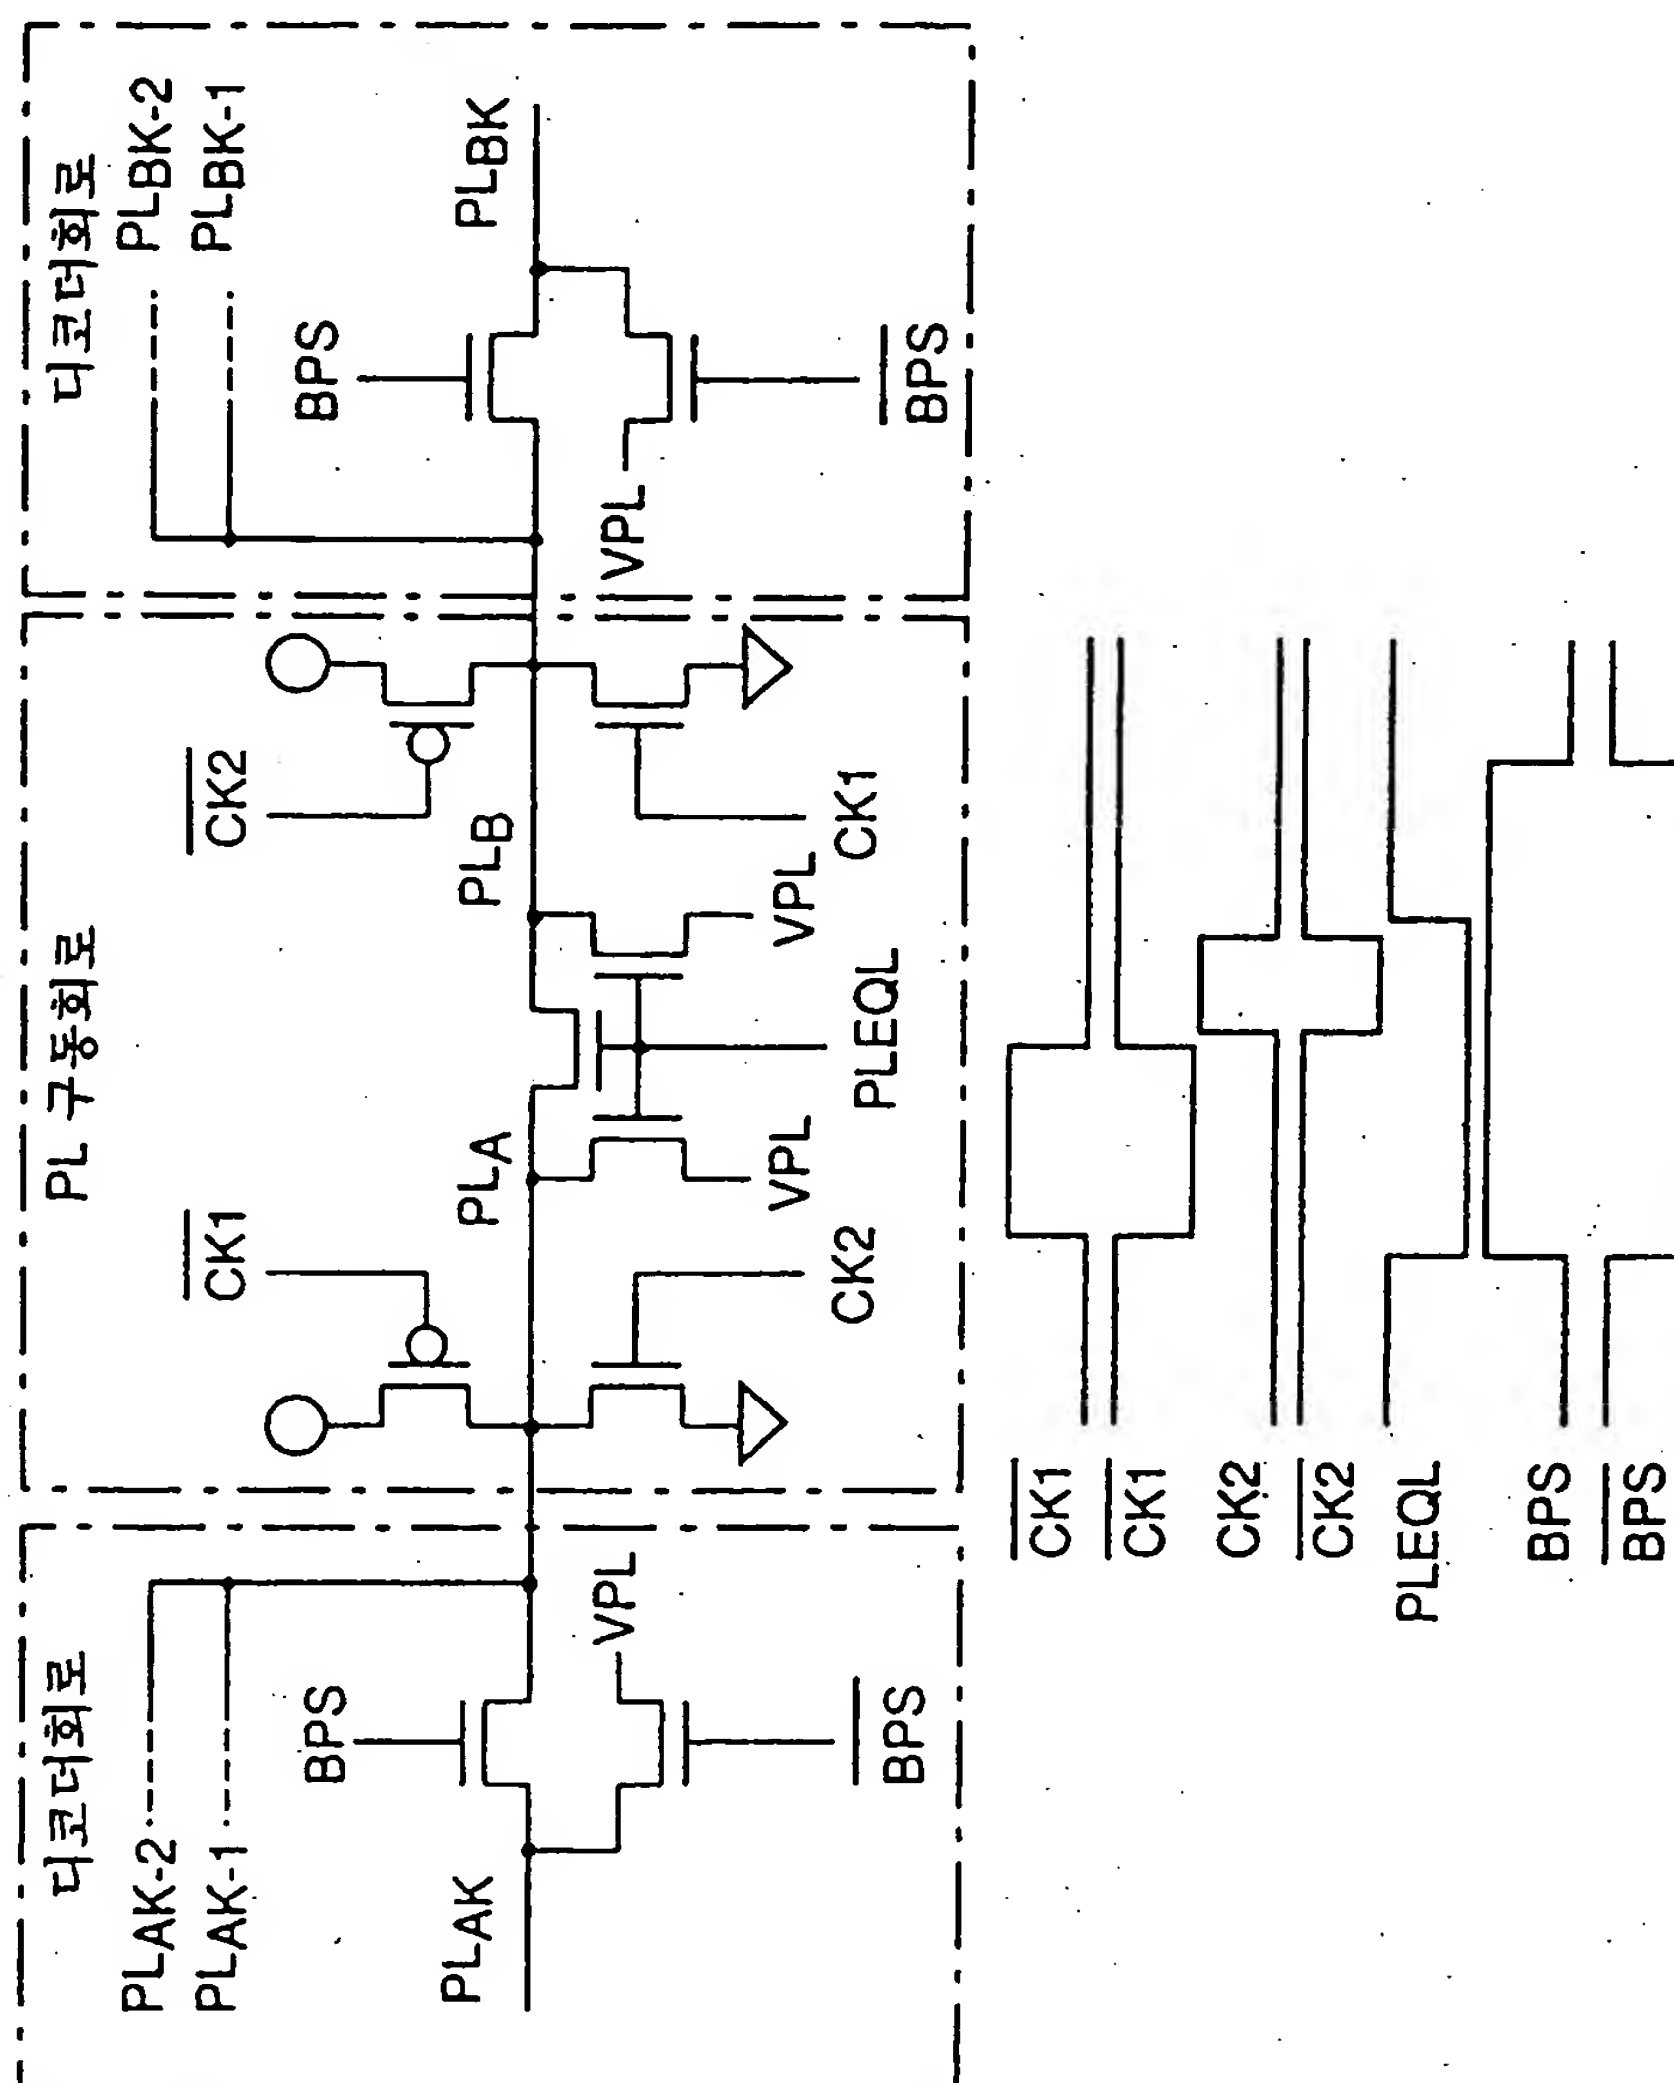 디코더회로
PLAK-2
PLAK-1
BPS
VPL
PLAK
BPS
PL 구동회로
CK1
CK2
PLA
PLB
VPL
VPL
CK2
CK1
PLEQL
디코더회로
PLBK-2
PLBK-1
BPS
PLBK
VPL
BPS
CK1
CK1
CK2
CK2
PLEQL
BPS
BPS